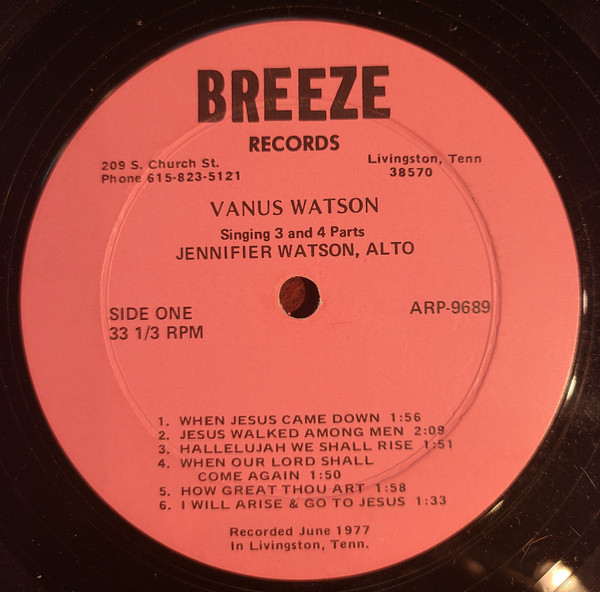 BREEZE
RECORDS
209 S. Church St.
Phone 615-823-5121
Livingston, Tenn
38570
VANUS WATSON
Singing 3 and 4 Parts
JENNIFIER WATSON, ALTO
SIDE ONE
33 1/3 RPM
ARP-9689
1. WHEN JESUS CAME DOWN 1:56
2. JESUS WALKED AMONG MEN 2:09
3. HALLELUJAH WE SHALL RISE 1:51
4. WHEN OUR LORD SHALL
COME AGAIN 1:50
5. HOW GREAT THOU ART 1:58
6. I WILL ARISE & GO TO JESUS 1:33
Recorded June 1977
In Livingston, Tenn.